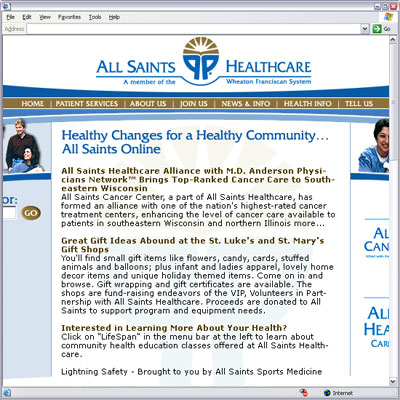 File Edit View Favorites Tools Help
Address
Go
ALL SAINTS HEALTHCARE
A member of the Wheaton Franciscan System
HOME | PATIENT SERVICES | ABOUT US | JOIN US | NEWS & INFO | HEALTH INFO | TELL US
Healthy Changes for a Healthy Community...
All Saints Online
All Saints Healthcare Alliance with M.D. Anderson Physi-
cians Network™ Brings Top-Ranked Cancer Care to South-
eastern Wisconsin
All Saints Cancer Center, a part of All Saints Healthcare, has
formed an alliance with one of the nation's highest-rated cancer
treatment centers, enhancing the level of cancer care available to
patients in southeastern Wisconsin and northern Illinois more...
or:
GO
Great Gift Ideas Abound at the St. Luke's and St. Mary's
Gift Shops
You'll find small gift items like flowers, candy, cards, stuffed
animals and balloons; plus infant and ladies apparel, lovely home
decor items and unique holiday themed items. Come on in and
browse. Gift wrapping and gift certificates are available. The
shops are fund-raising endeavors of the VIP, Volunteers in Part-
nership with All Saints Healthcare. Proceeds are donated to All
Saints to support program and equipment needs.
Interested in Learning More About Your Health?
Click on "LifeSpan" in the menu bar at the left to learn about
community health education classes offered at All Saints Health-
care.
Lightning Safety - Brought to you by All Saints Sports Medicine
AL
CAN
ALL
HEA
CAR
Internet